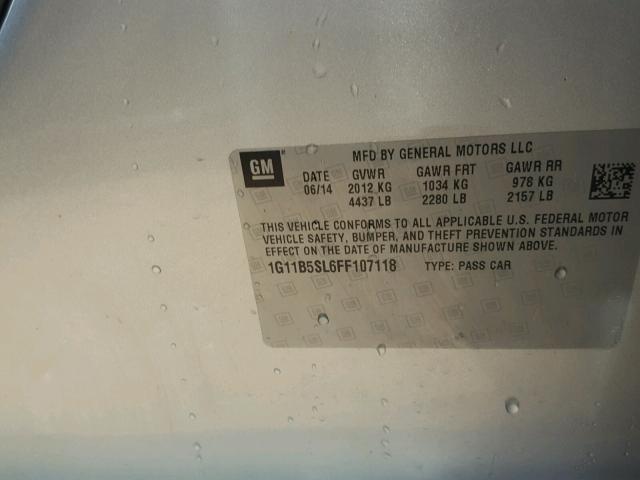 GM
MFD BY GENERAL MOTORS LLC
DATE GVWR GAWR FRT GAWR RR
06/14 2012 KG 1034 KG 978 KG
4437 LB 2280 LB 2157 LB
THIS VEHICLE CONFORMS TO ALL APPLICABLE U.S. FEDERAL MOTOR
VEHICLE SAFETY, BUMPER, AND THEFT PREVENTION STANDARDS IN
EFFECT ON THE DATE OF MANUFACTURE SHOWN ABOVE.
1G11B5SL6FF107118 TYPE: PASS CAR